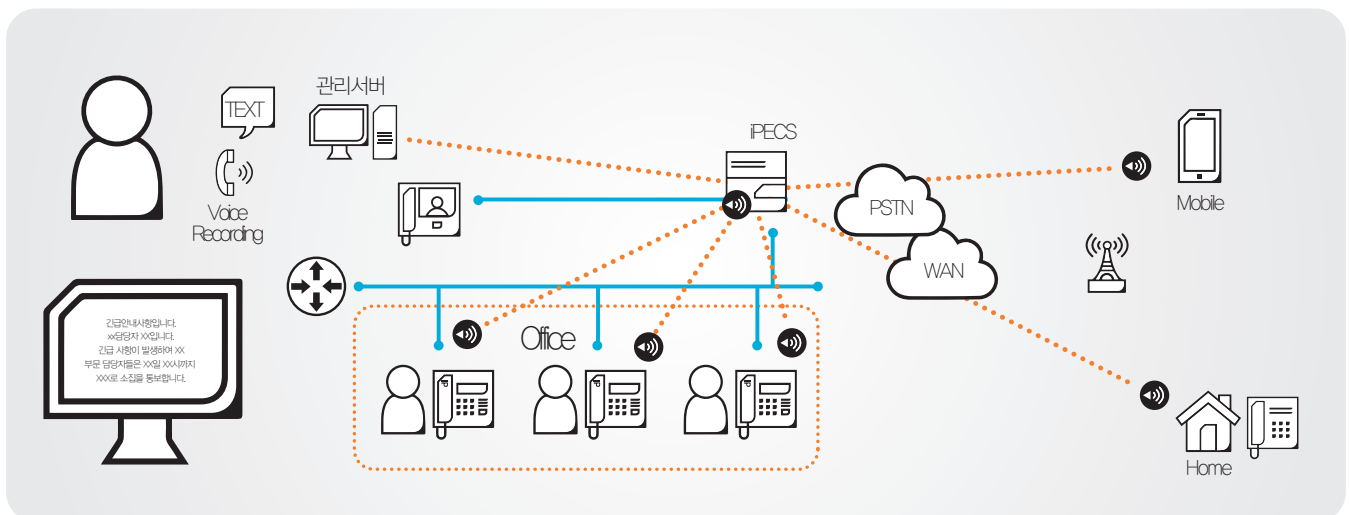 관리서버
TEXT
Voice
Recording
iPECS
PSTN
WAN
Mobile
긴급안내사항입니다.
xx담당자 XX입니다.
긴급 사항이 발생하여 XX
부문 담당자들은 XX일 XX시까지
XXX로 소집을 통보합니다.
Office
IP
IP
IP
Home